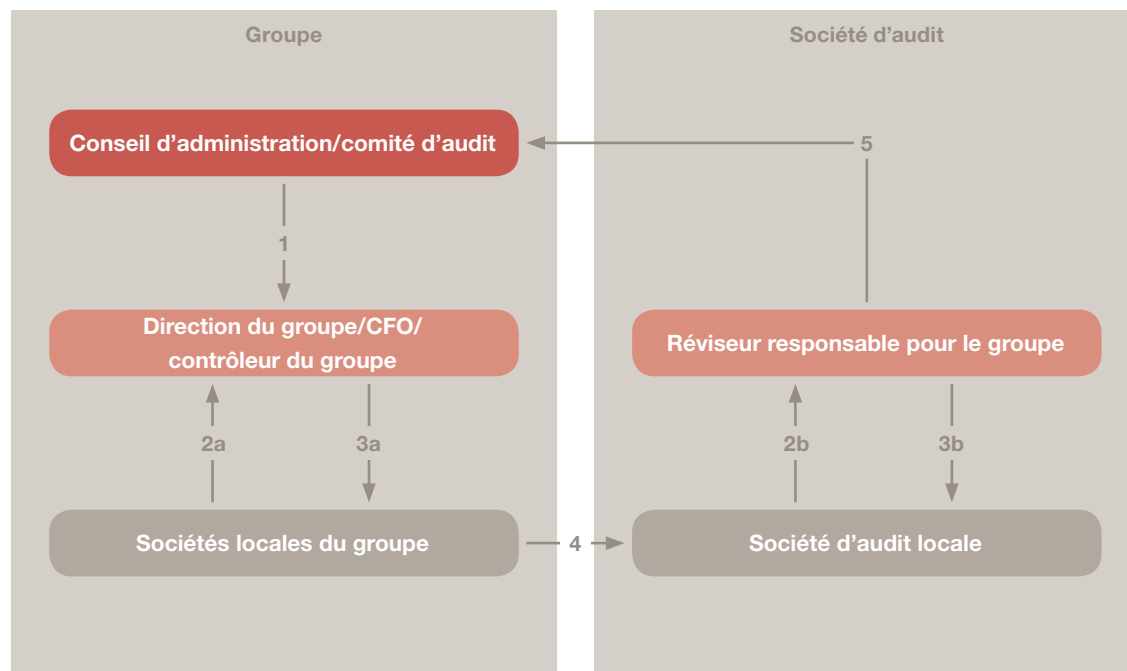 Groupe
Société d’audit
Conseil d’administration/comité d’audit
5
1
Direction du groupe/CFO/
contrôleur du groupe
Réviseur responsable pour le groupe
2a
3a
2b
3b
Sociétés locales du groupe
4
Société d’audit locale